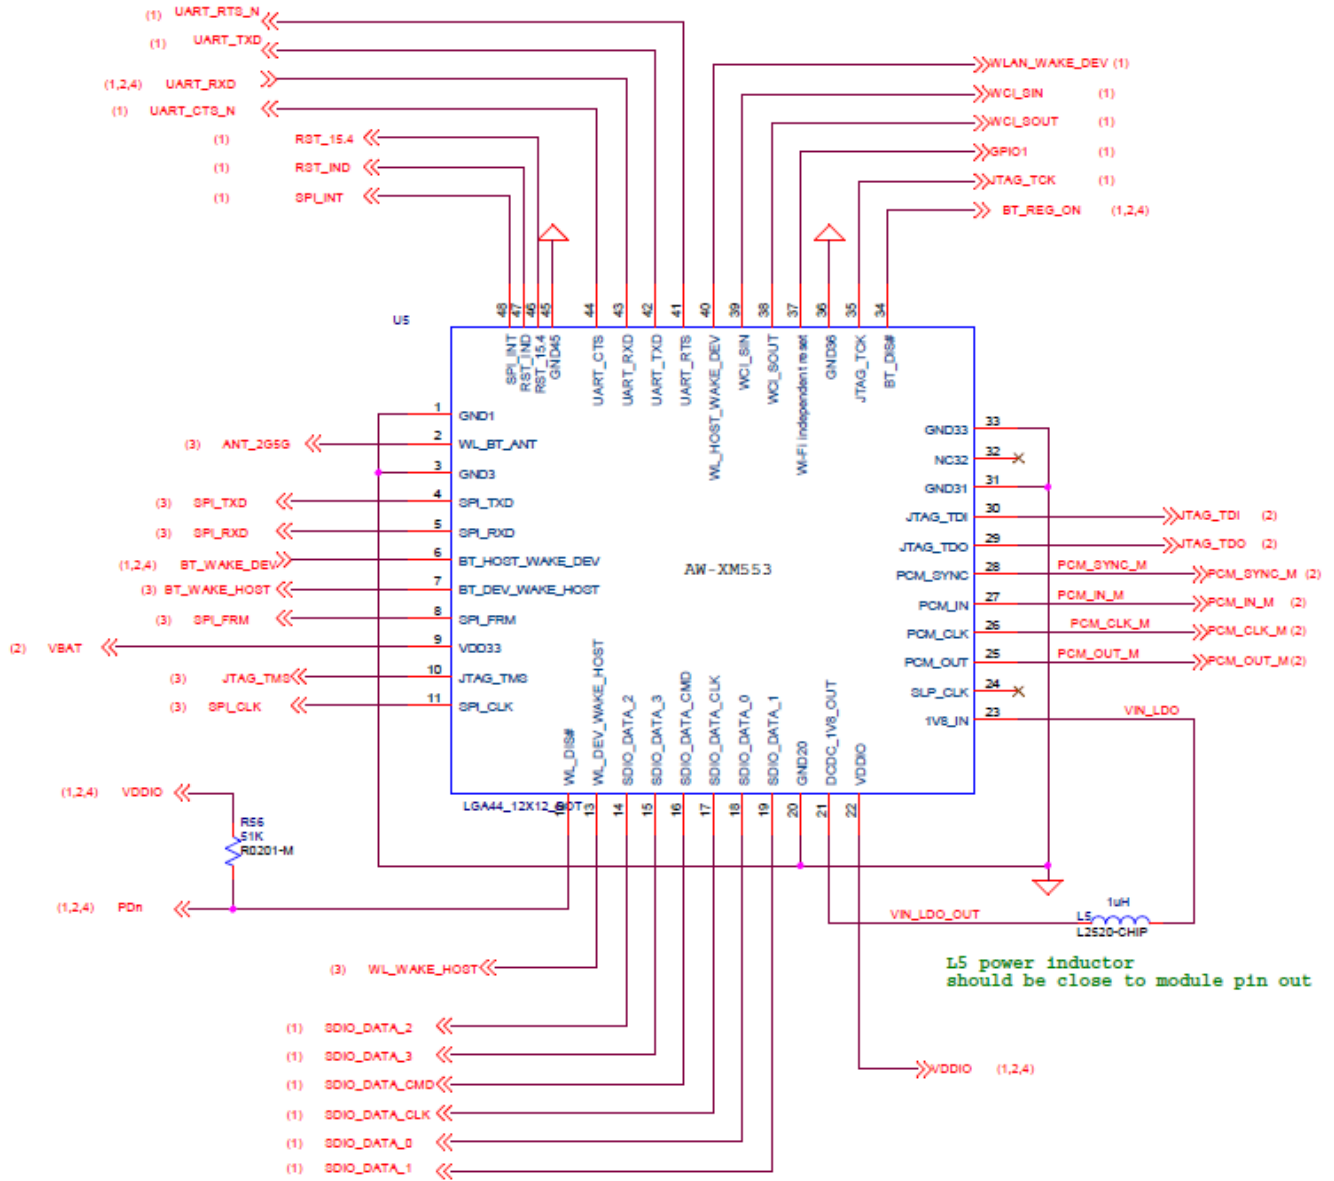 (1) UART_RTS_N
(1) UART_TXD
(1,2,4) UART_RXD
(1) UART_CTS_N
(1) RST_15.4
(1) RST_IND
(1) SPI_INT
WLAN_WAKE_DEV (1)
WCI_SIN (1)
WCI_SOUT (1)
GPIO1 (1)
JTAG_TCK (1)
BT_REG_ON (1,2,4)
U5
48 47 46 45 44 43 42 41 40 39 38 37 36 35 34
SPI_INT
RST_IND
RST_15.4
GND45
UART_CTS
UART_RXD
UART_TXD
UART_RTS
WL_HOST_WAKE_DEV
WCI_SIN
WCI_SOUT
Wi-Fi independent reset
GND36
JTAG_TCK
BT_DIS#
1 GND1
(3) ANT_2G5G 2 WL_BT_ANT
3 GND3
(3) SPI_TXD 4 SPI_TXD
(3) SPI_RXD 5 SPI_RXD
(1,2,4) BT_WAKE_DEV 6 BT_HOST_WAKE_DEV
(3) BT_WAKE_HOST 7 BT_DEV_WAKE_HOST
(3) SPI_FRM 8 SPI_FRM
(2) VBAT 9 VDD33
(3) JTAG_TMS 10 JTAG_TMS
(3) SPI_CLK 11 SPI_CLK
AW-XM553
GND33 33
NC32 32
GND31 31
JTAG_TDI 30 JTAG_TDI (2)
JTAG_TDO 29 JTAG_TDO (2)
PCM_SYNC 28 PCM_SYNC_M PCM_SYNC_M (2)
PCM_IN 27 PCM_IN_M PCM_IN_M (2)
PCM_CLK 26 PCM_CLK_M PCM_CLK_M (2)
PCM_OUT 25 PCM_OUT_M PCM_OUT_M (2)
SLP_CLK 24
1V8_IN 23 VIN_LDO
WL_DIS#
WL_DEV_WAKE_HOST
SDIO_DATA_2
SDIO_DATA_3
SDIO_DATA_CMD
SDIO_DATA_CLK
SDIO_DATA_0
SDIO_DATA_1
GND20
DCDC_1V8_OUT
VDDIO
LGA44_12X12_BOT
13 14 15 16 17 18 19 20 21 22
(1,2,4) VDDIO
R56
51K
R0201-M
(1,2,4) PDn
VIN_LDO_OUT
1uH
L5
L2520-CHIP
L5 power inductor
should be close to module pin out
(3) WL_WAKE_HOST
(1) SDIO_DATA_2
(1) SDIO_DATA_3
(1) SDIO_DATA_CMD
(1) SDIO_DATA_CLK
(1) SDIO_DATA_0
(1) SDIO_DATA_1
VDDIO (1,2,4)